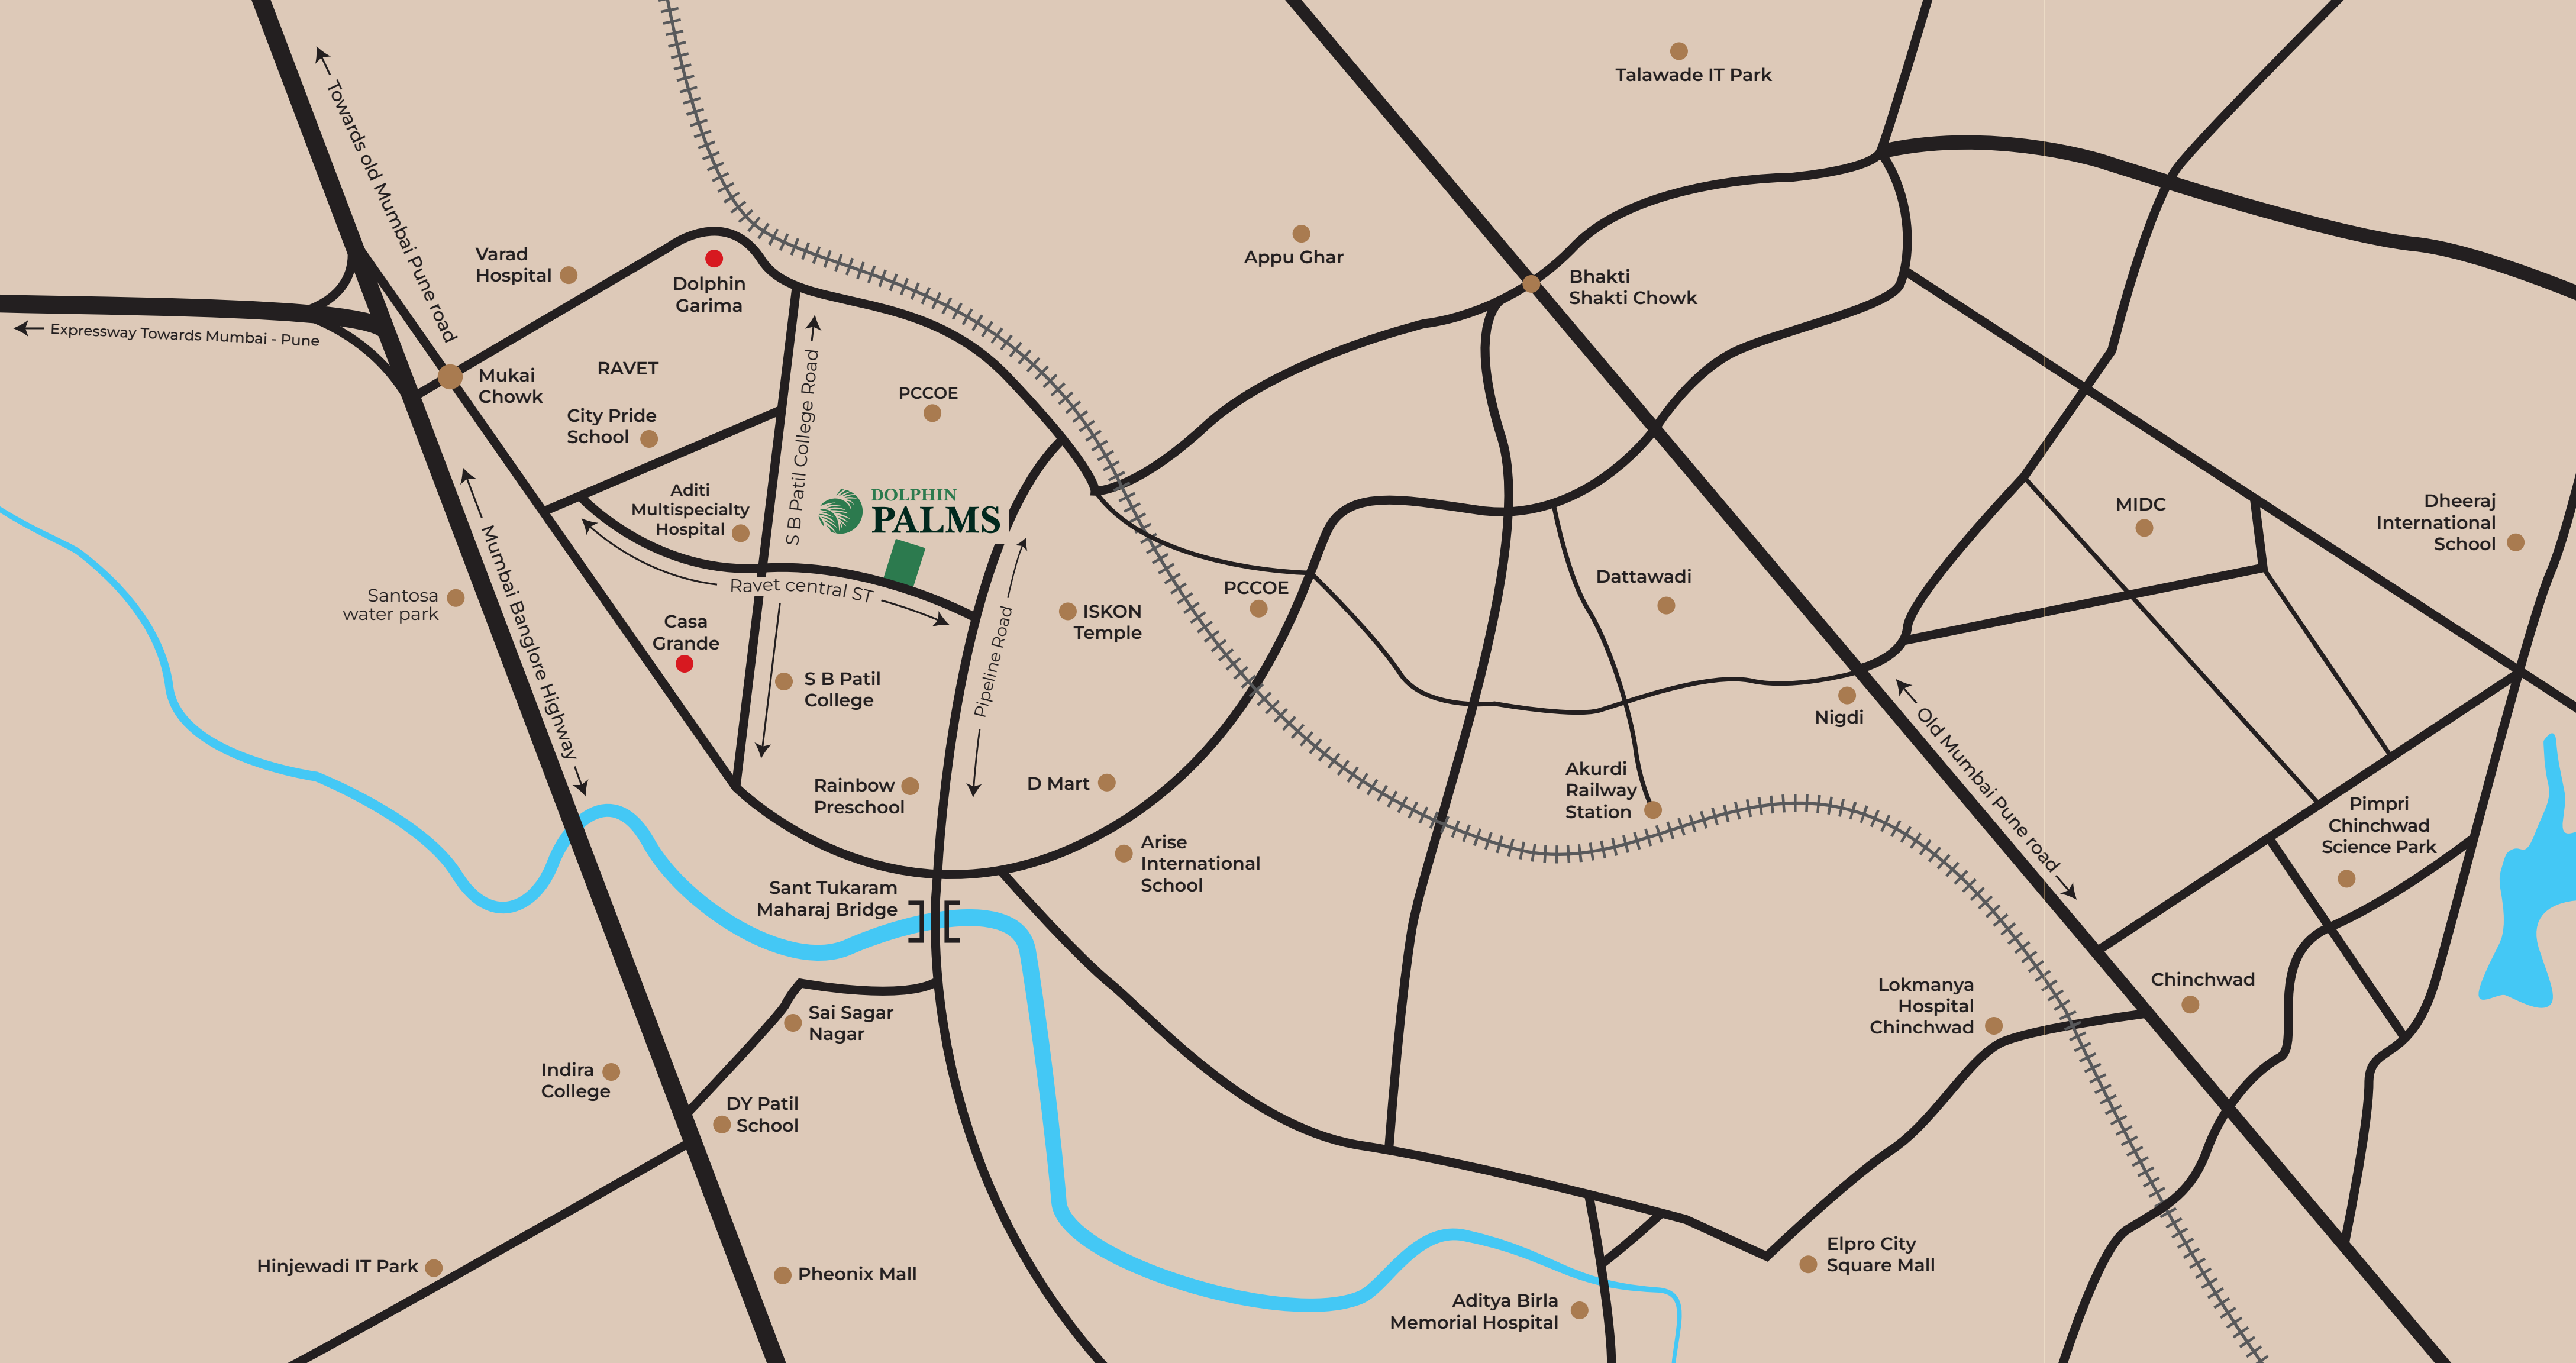 Talawade IT Park
Towards old Mumbai Pune road
Varad
Hospital
Dolphin
Garima
Appu Ghar
Bhakti
Shakti Chowk
Expressway Towards Mumbai - Pune
Mukai
Chowk
RAVET
City Pride
School
S B Patil College Road
PCCOE
Aditi
Multispecialty
Hospital
DOLPHIN
PALMS
MIDC
Dheeraj
International
School
Mumbai Banglore Highway
Santosa
water park
Ravet central ST
Pipeline Road
ISKON
Temple
PCCOE
Dattawadi
Casa
Grande
S B Patil
College
Nigdi
Old Mumbai Pune road
Rainbow
Preschool
D Mart
Akurdi
Railway
Station
Pimpri
Chinchwad
Science Park
Arise
International
School
Sant Tukaram
Maharaj Bridge
Lokmanya
Hospital
Chinchwad
Chinchwad
Sai Sagar
Nagar
Indira
College
DY Patil
School
Hinjewadi IT Park
Pheonix Mall
Elpro City
Square Mall
Aditya Birla
Memorial Hospital